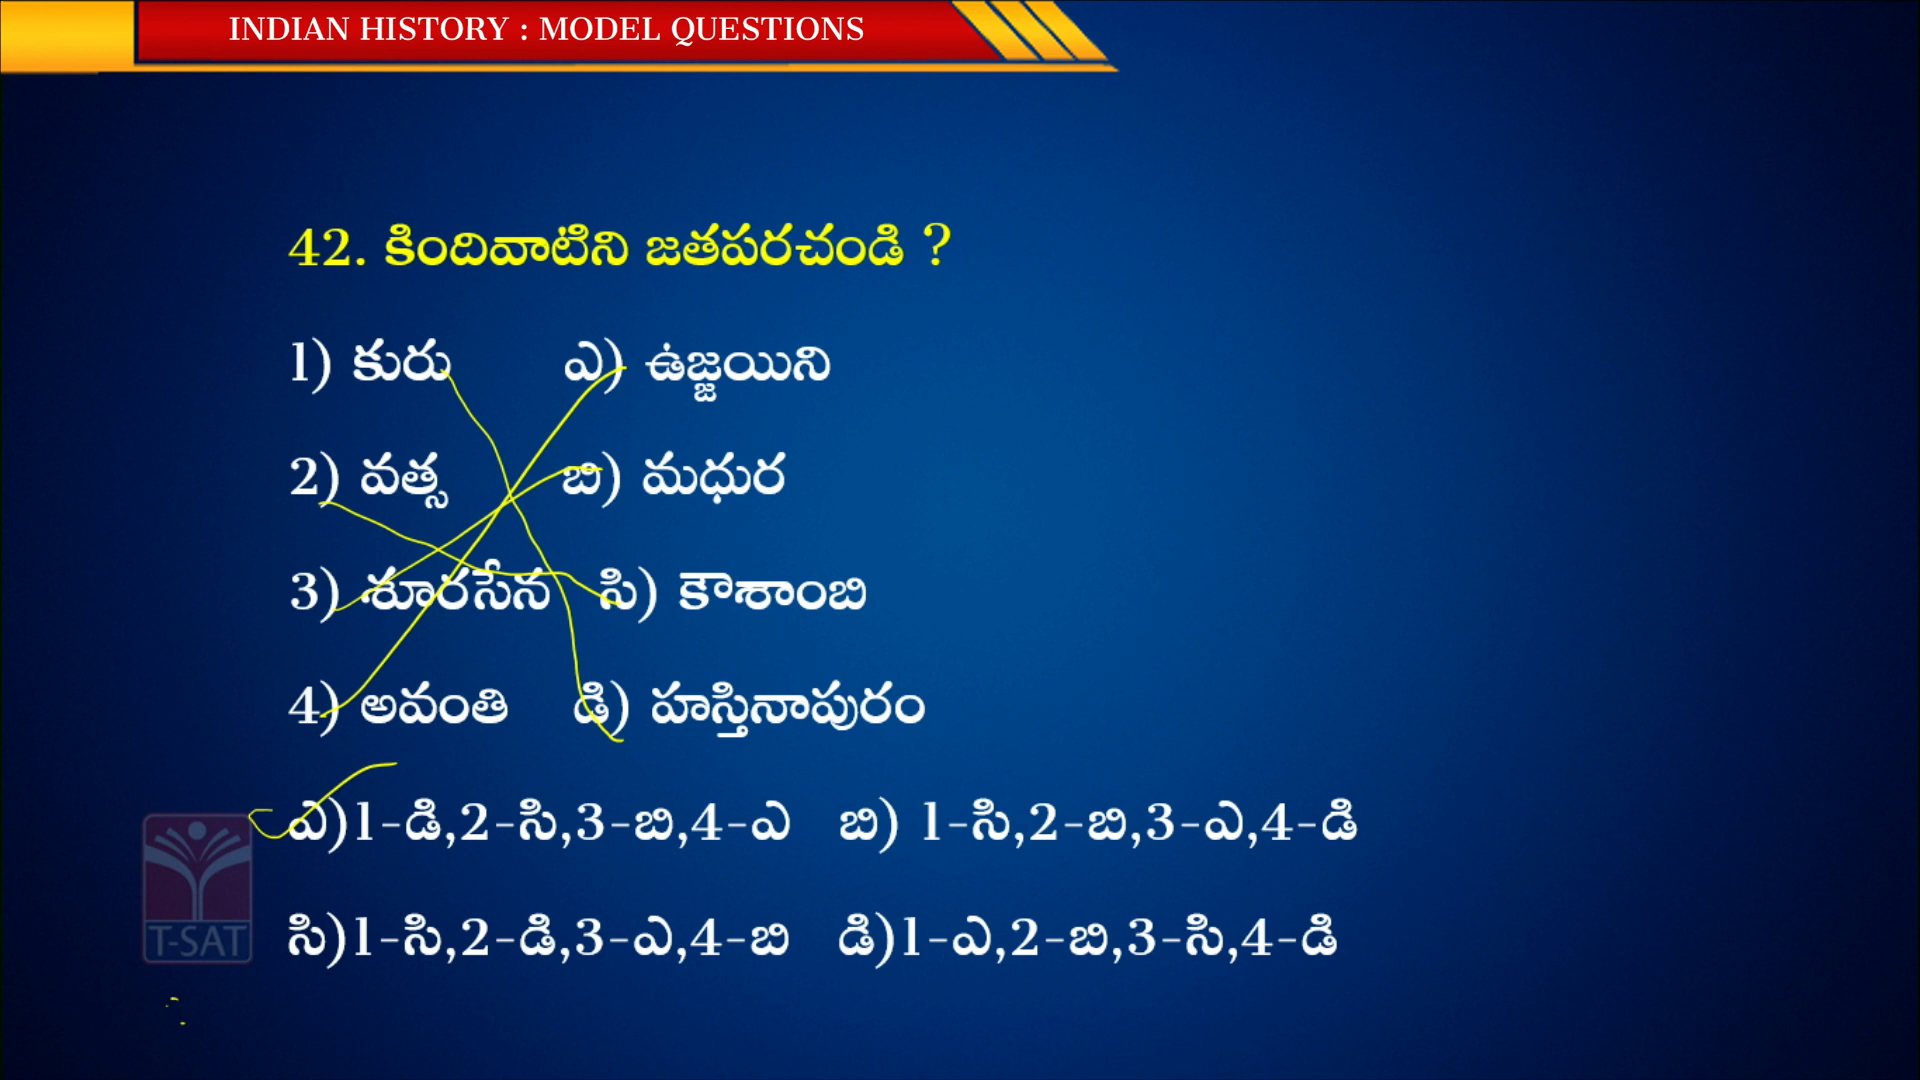 INDIAN HISTORY : MODEL QUESTIONS
42. కిందివాటిని జతపరచండి ?
1) కురు ఎ) ఉజ్జయిని
2) వత్స బి) మధుర
3) శూరసేన సి) కౌశాంబి
4) అవంతి డి) హస్తినాపురం
ఎ)1-డి,2-సి,3-బి,4-ఎ బి) 1-సి,2-బి,3-ఎ,4-డి
సి)1-సి,2-డి,3-ఎ,4-బి డి)1-ఎ,2-బి,3-సి,4-డి
T-SAT